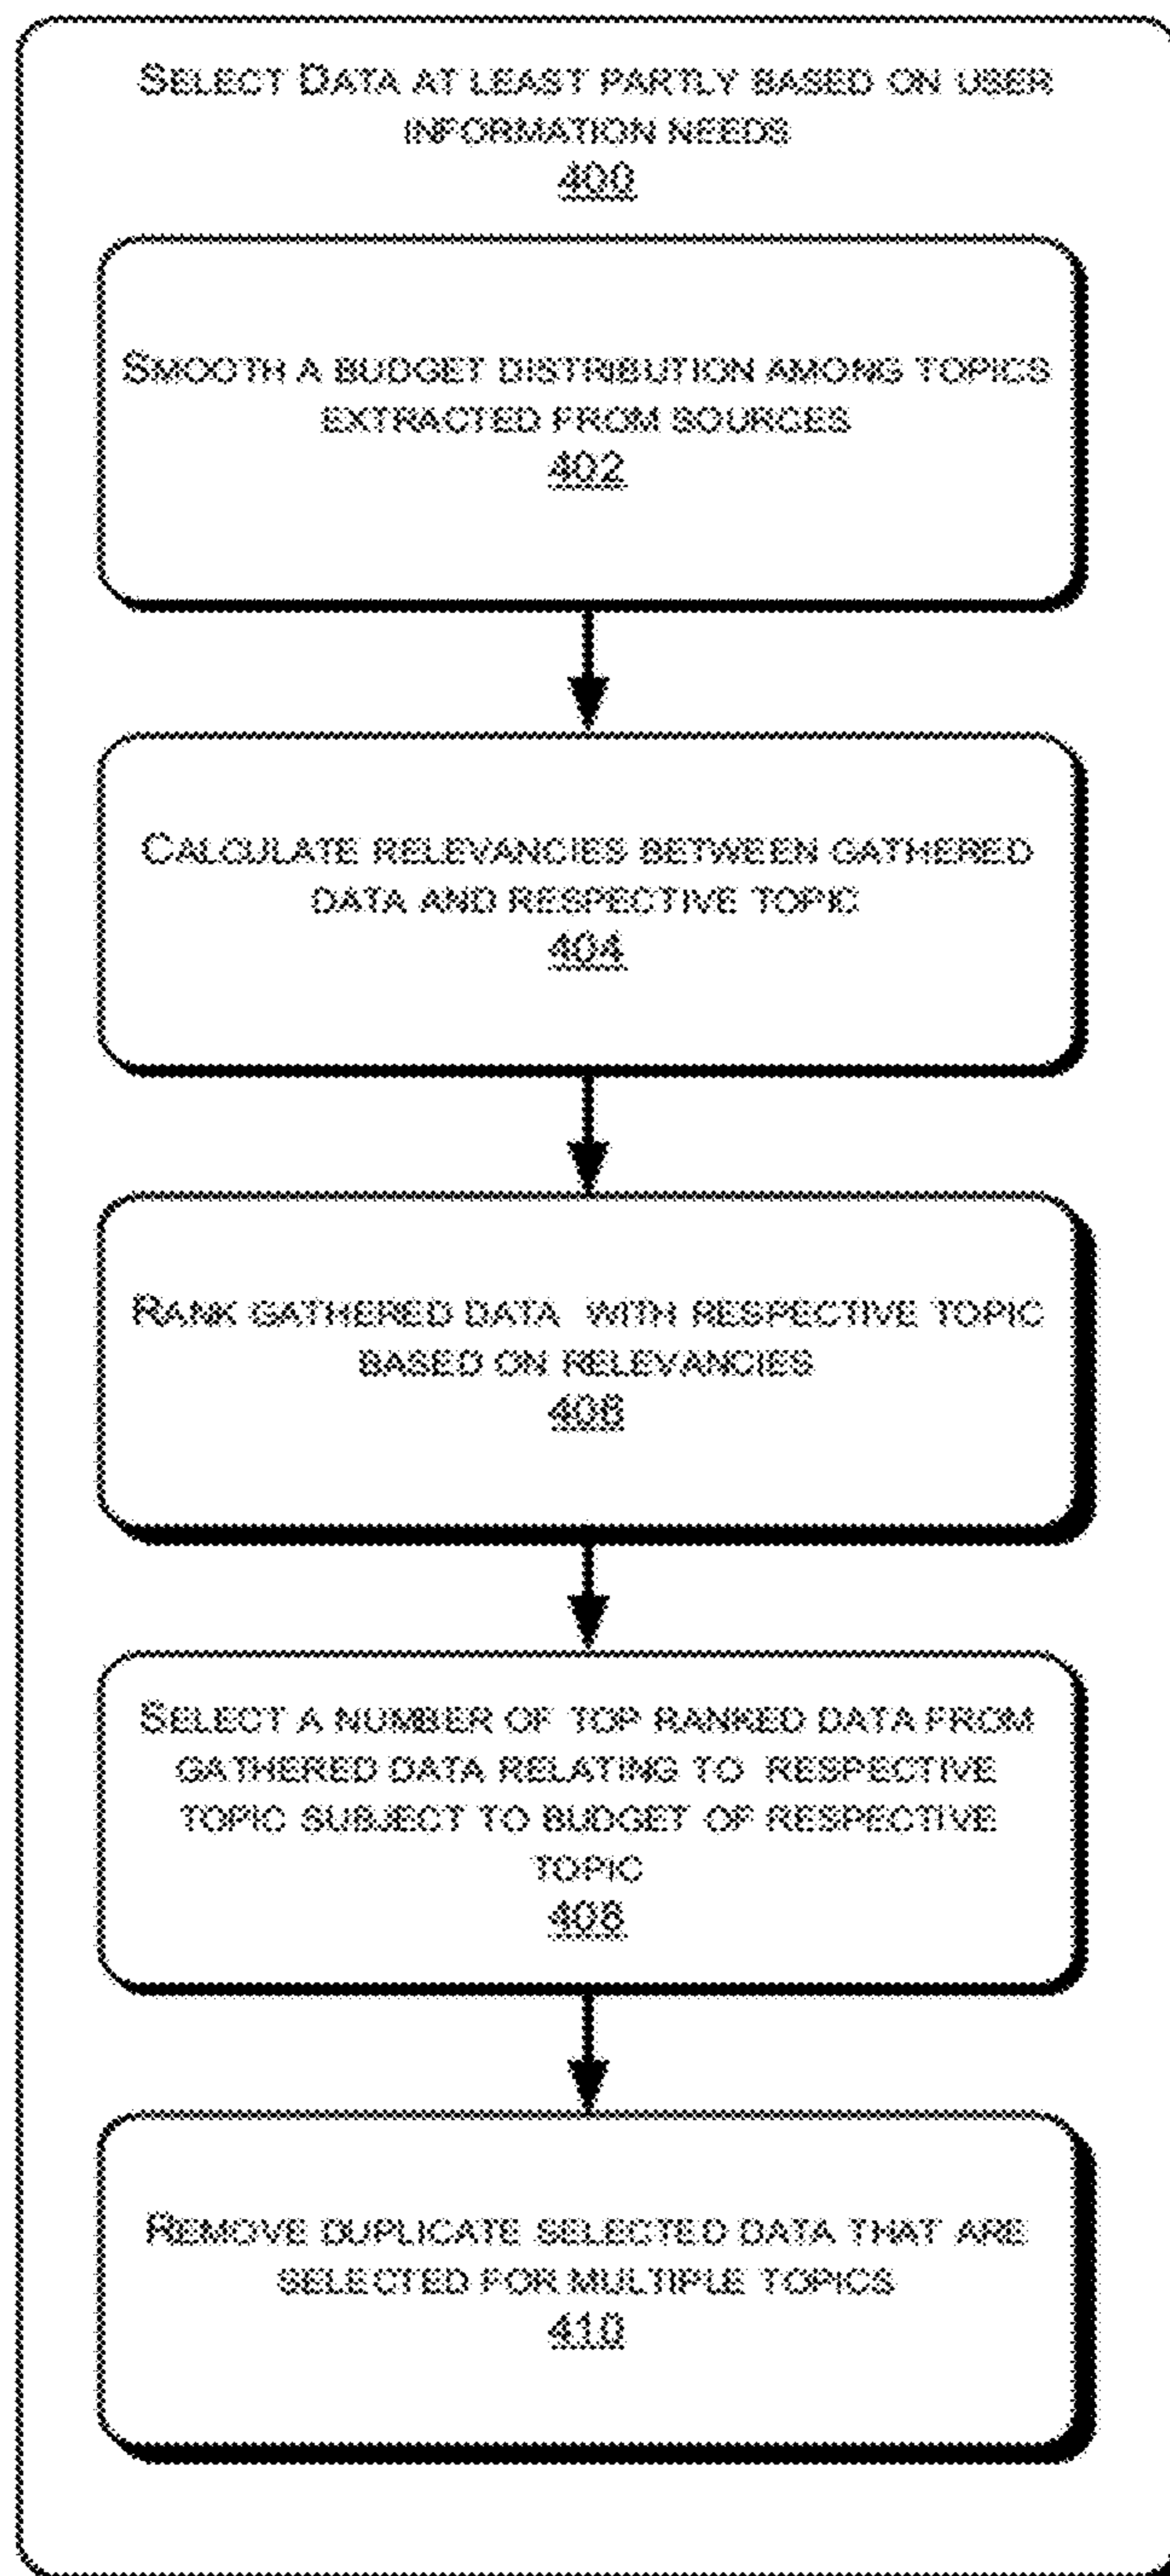 SELECT DATA AT LEAST PARTLY BASED ON USER
INFORMATION NEEDS
400
SMOOTH A BUDGET DISTRIBUTION AMONG TOPICS
EXTRACTED FROM SOURCES
402
CALCULATE RELEVANCIES BETWEEN GATHERED
DATA AND RESPECTIVE TOPIC
404
RANK GATHERED DATA WITH RESPECTIVE TOPIC
BASED ON RELEVANCIES
406
SELECT A NUMBER OF TOP RANKED DATA FROM
GATHERED DATA RELATING TO RESPECTIVE
TOPIC SUBJECT TO BUDGET OF RESPECTIVE
TOPIC
408
REMOVE DUPLICATE SELECTED DATA THAT ARE
SELECTED FOR MULTIPLE TOPICS
410